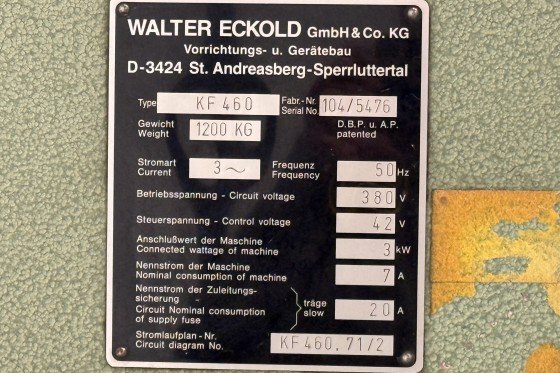 WALTER ECKOLD GmbH & Co. KG
Vorrichtungs- u. Gerätebau
D-3424 St. Andreasberg-Sperrluttertal
Type KF 460 Fabr.-Nr. Serial No. 104/5476
Gewicht
Weight 1200 KG D.B.P. u. A.P.
patented
Stromart
Current 3 ~ Frequenz
Frequency 50 Hz
Betriebsspannung - Circuit voltage 380 V
Steuerspannung - Control voltage 42 V
Anschlußwert der Maschine
Connected wattage of machine 3 kW
Nennstrom der Maschine
Nominal consumption of machine 7 A
Nennstrom der Zuleitungs-
sicherung -
Circuit Nominal consumption
of supply fuse
träge
slow 20 A
Stromlaufplan - Nr.
Circuit diagram No. KF 460, 71/2